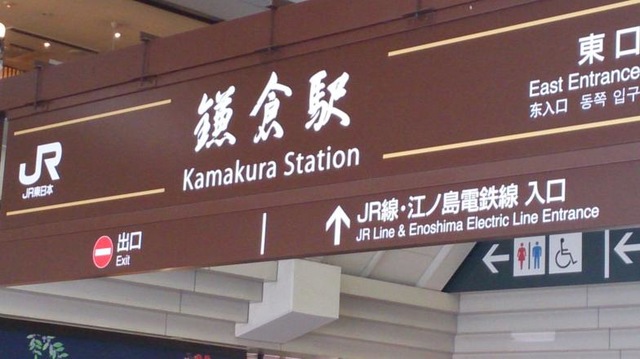 東口
East Entrance
东入口 동쪽 입구
鎌倉駅
Kamakura Station
JR
JR東日本
JR線・江ノ島電鉄線 入口
JR Line & Enoshima Electric Line Entrance
出口
Exit